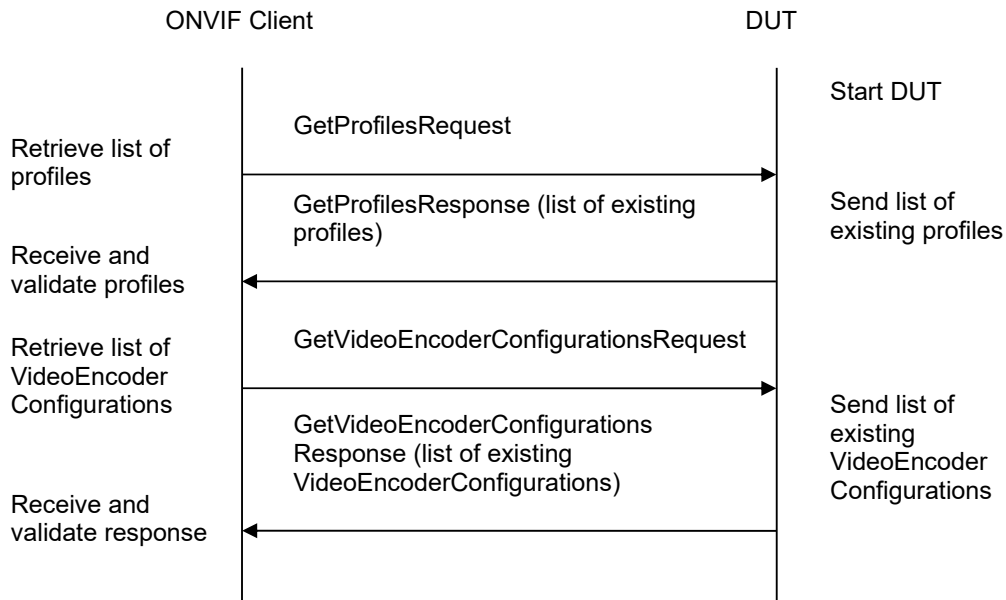 ONVIF Client
DUT
Start DUT
GetProfilesRequest
Retrieve list of
profiles
GetProfilesResponse (list of existing
profiles)
Send list of
existing profiles
Receive and
validate profiles
GetVideoEncoderConfigurationsRequest
Retrieve list of
VideoEncoder
Configurations
GetVideoEncoderConfigurations
Response (list of existing
VideoEncoderConfigurations)
Send list of
existing
VideoEncoder
Configurations
Receive and
validate response